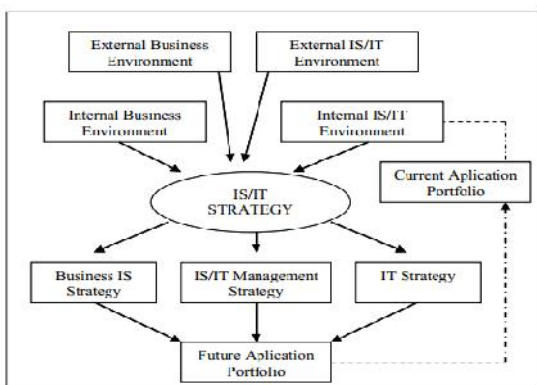 External Business
Environment
External IS/IT
Environment
Internal Business
Environment
Internal IS/IT
Environment
Current Aplication
Portfolio
IS/IT
STRATEGY
Business IS
Strategy
IS/IT Management
Strategy
IT Strategy
Future Aplication
Portfolio